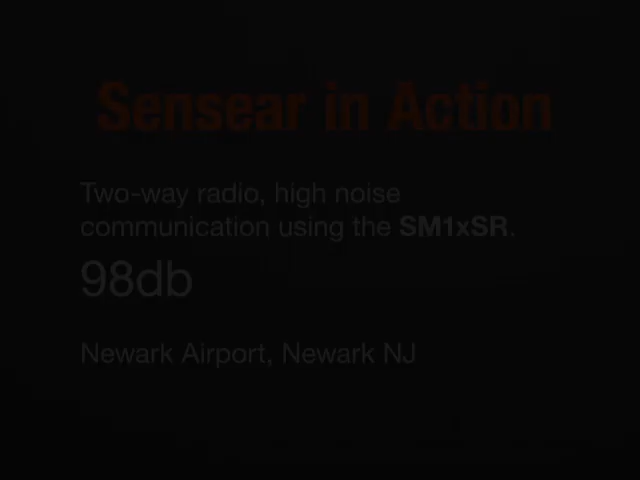 Sensear in Action
Two-way radio, high noise
communication using the SM1xSR.
98db
Newark Airport, Newark NJ